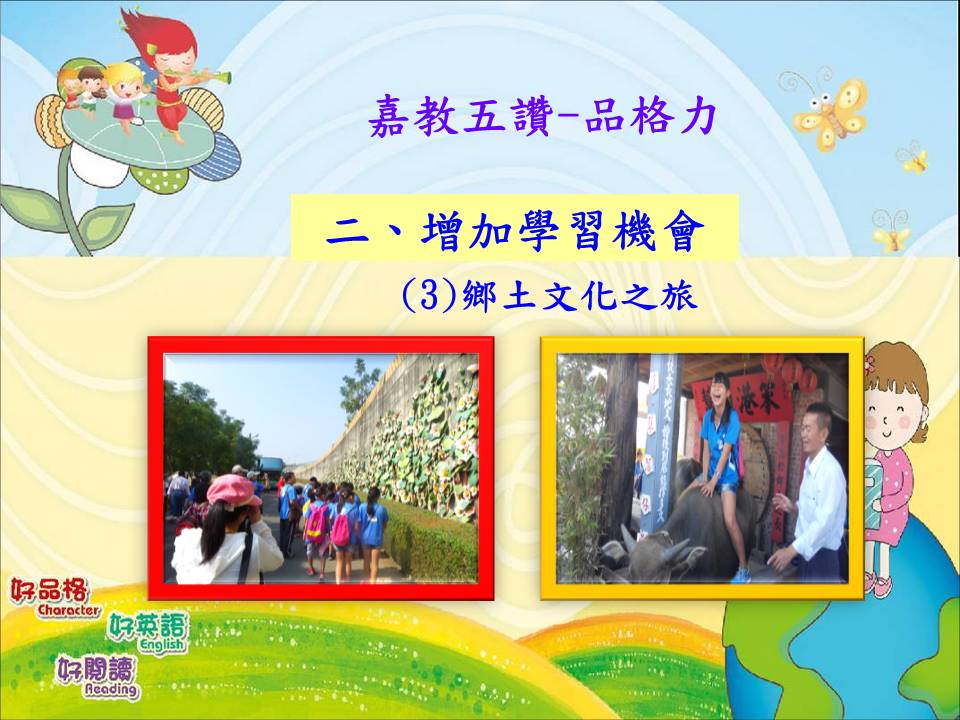 嘉教五讚-品格力
二、增加學習機會
(3)鄉土文化之旅
笨港
好品格
Character
好英語
English
好閱讀
Reading